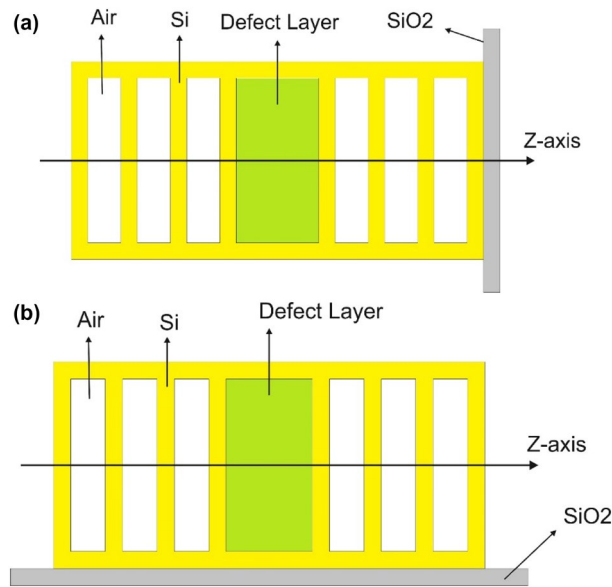 (a)
Air
Si
Defect Layer
SiO2
Z-axis
(b)
Air
Si
Defect Layer
Z-axis
SiO2